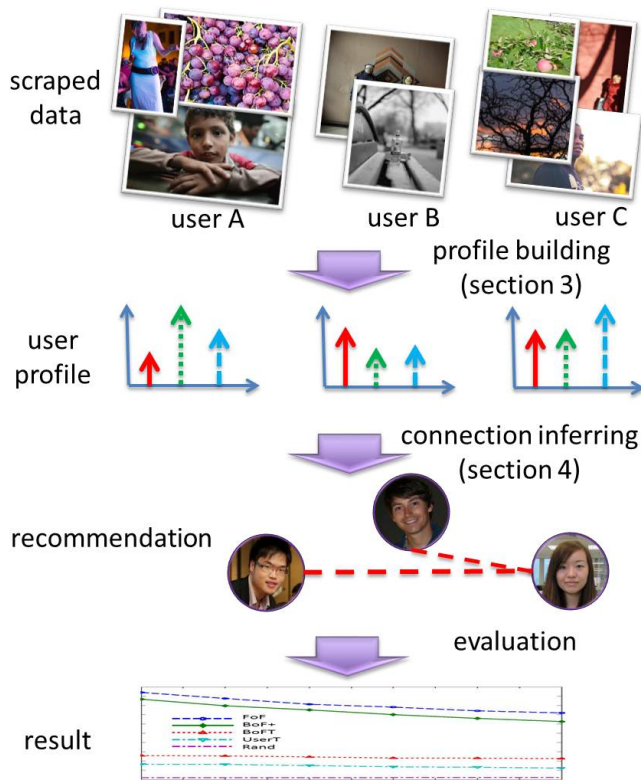 scraped
data
user A
user B
user C
profile building
(section 3)
user
profile
connection inferring
(section 4)
recommendation
evaluation
FoF
BoF+
BoFT
UserT
Rand
result